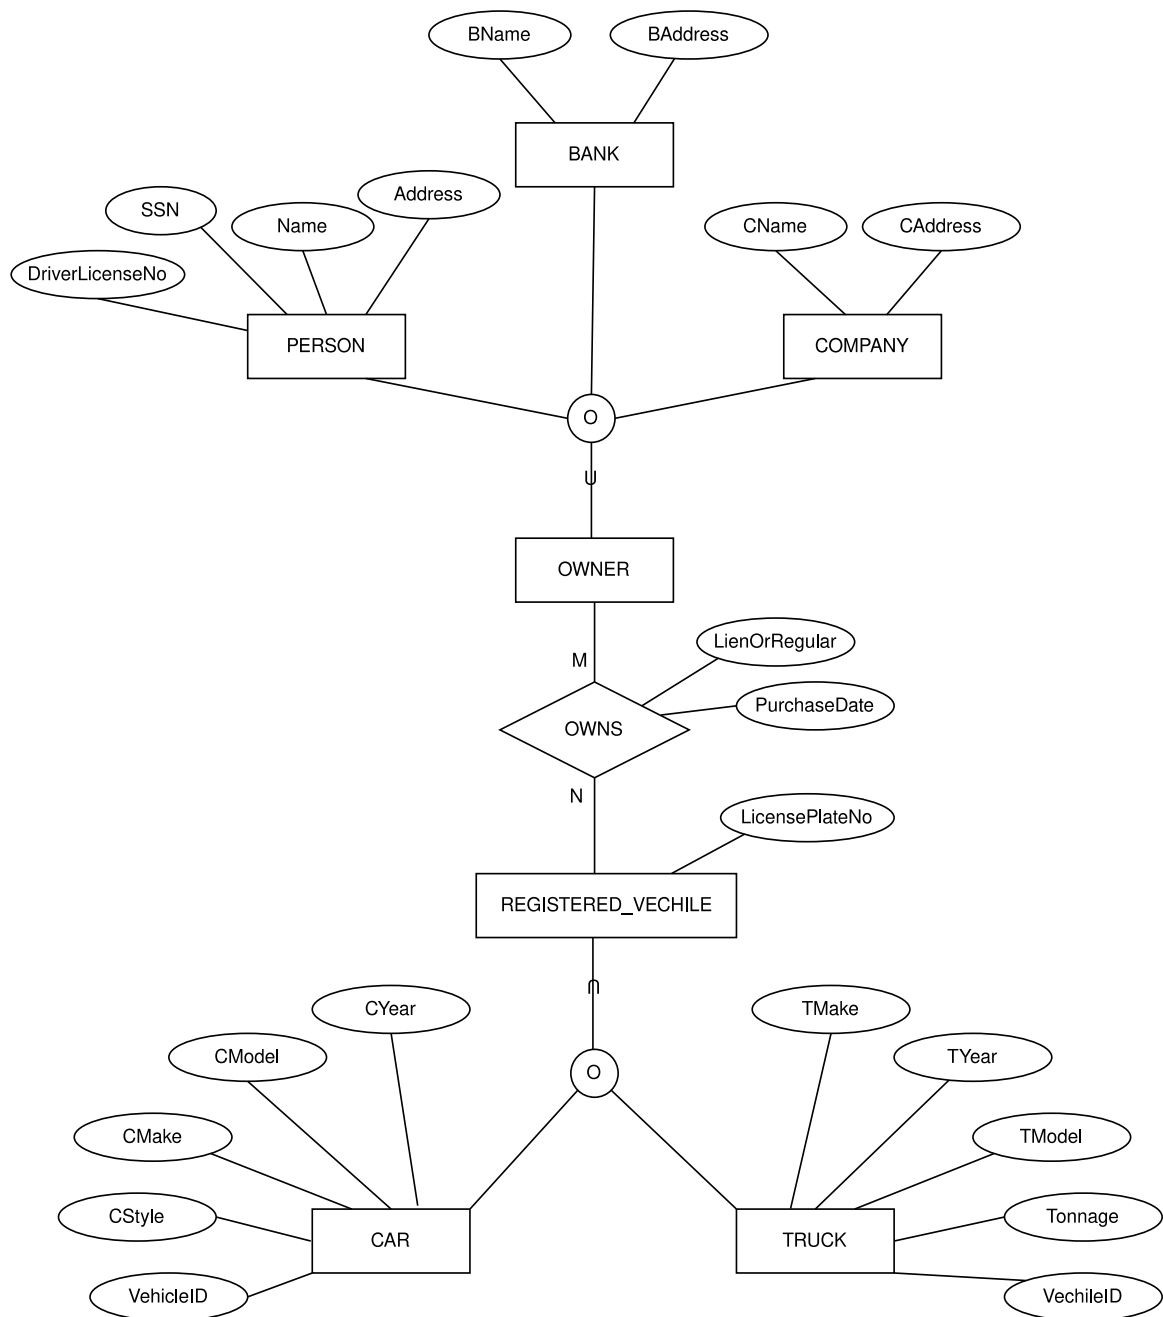 BName
BAddress
BANK
Address
SSN
Name
CName
CAddress
DriverLicenseNo
PERSON
COMPANY
O
U
OWNER
LienOrRegular
M
PurchaseDate
OWNS
N
LicensePlateNo
REGISTERED_VECHILE
∩
CYear
TMake
CModel
TYear
O
CMake
TModel
CStyle
Tonnage
CAR
TRUCK
VehicleID
VechileID